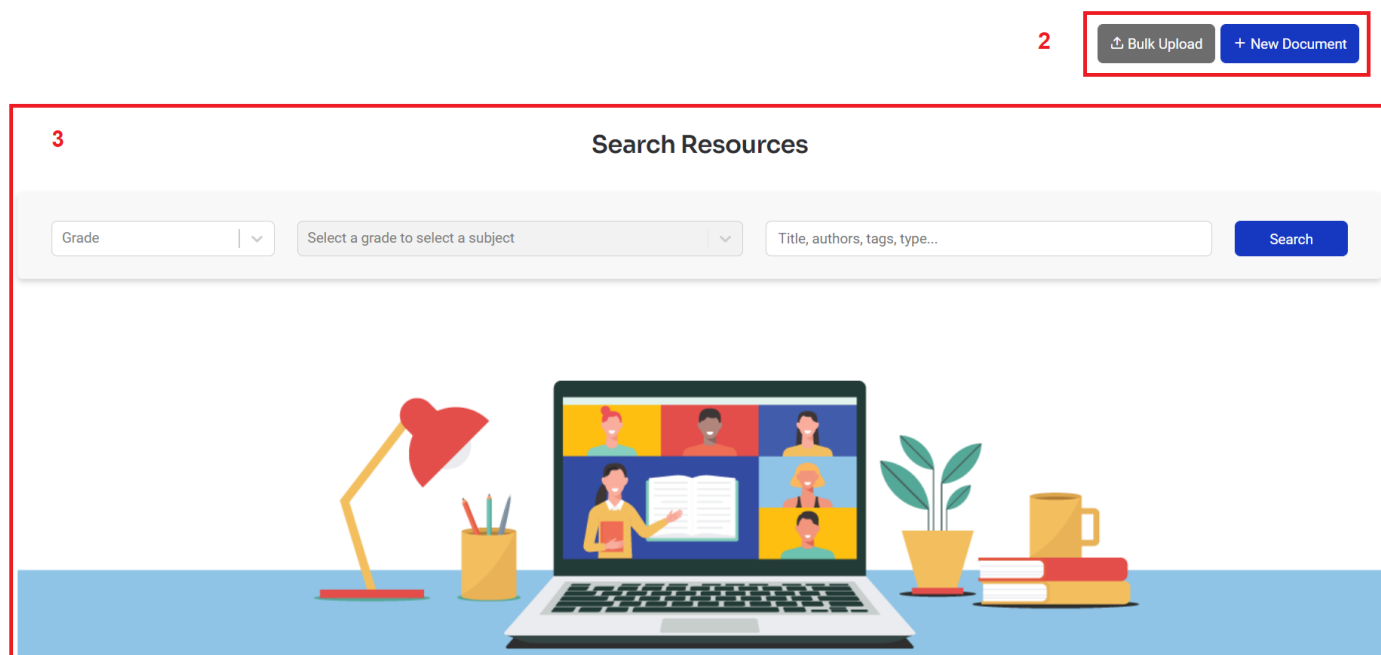 2
Bulk Upload
+ New Document
3
Search Resources
Grade
Select a grade to select a subject
Title, authors, tags, type...
Search